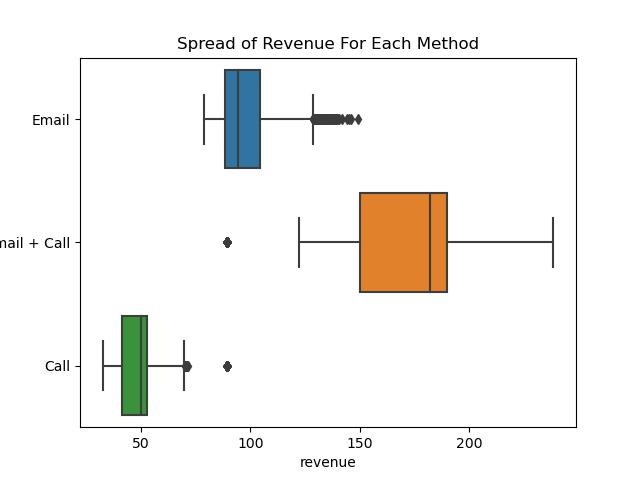 Spread of Revenue For Each Method
Email
mail + Call
Call
50 100 150 200
revenue